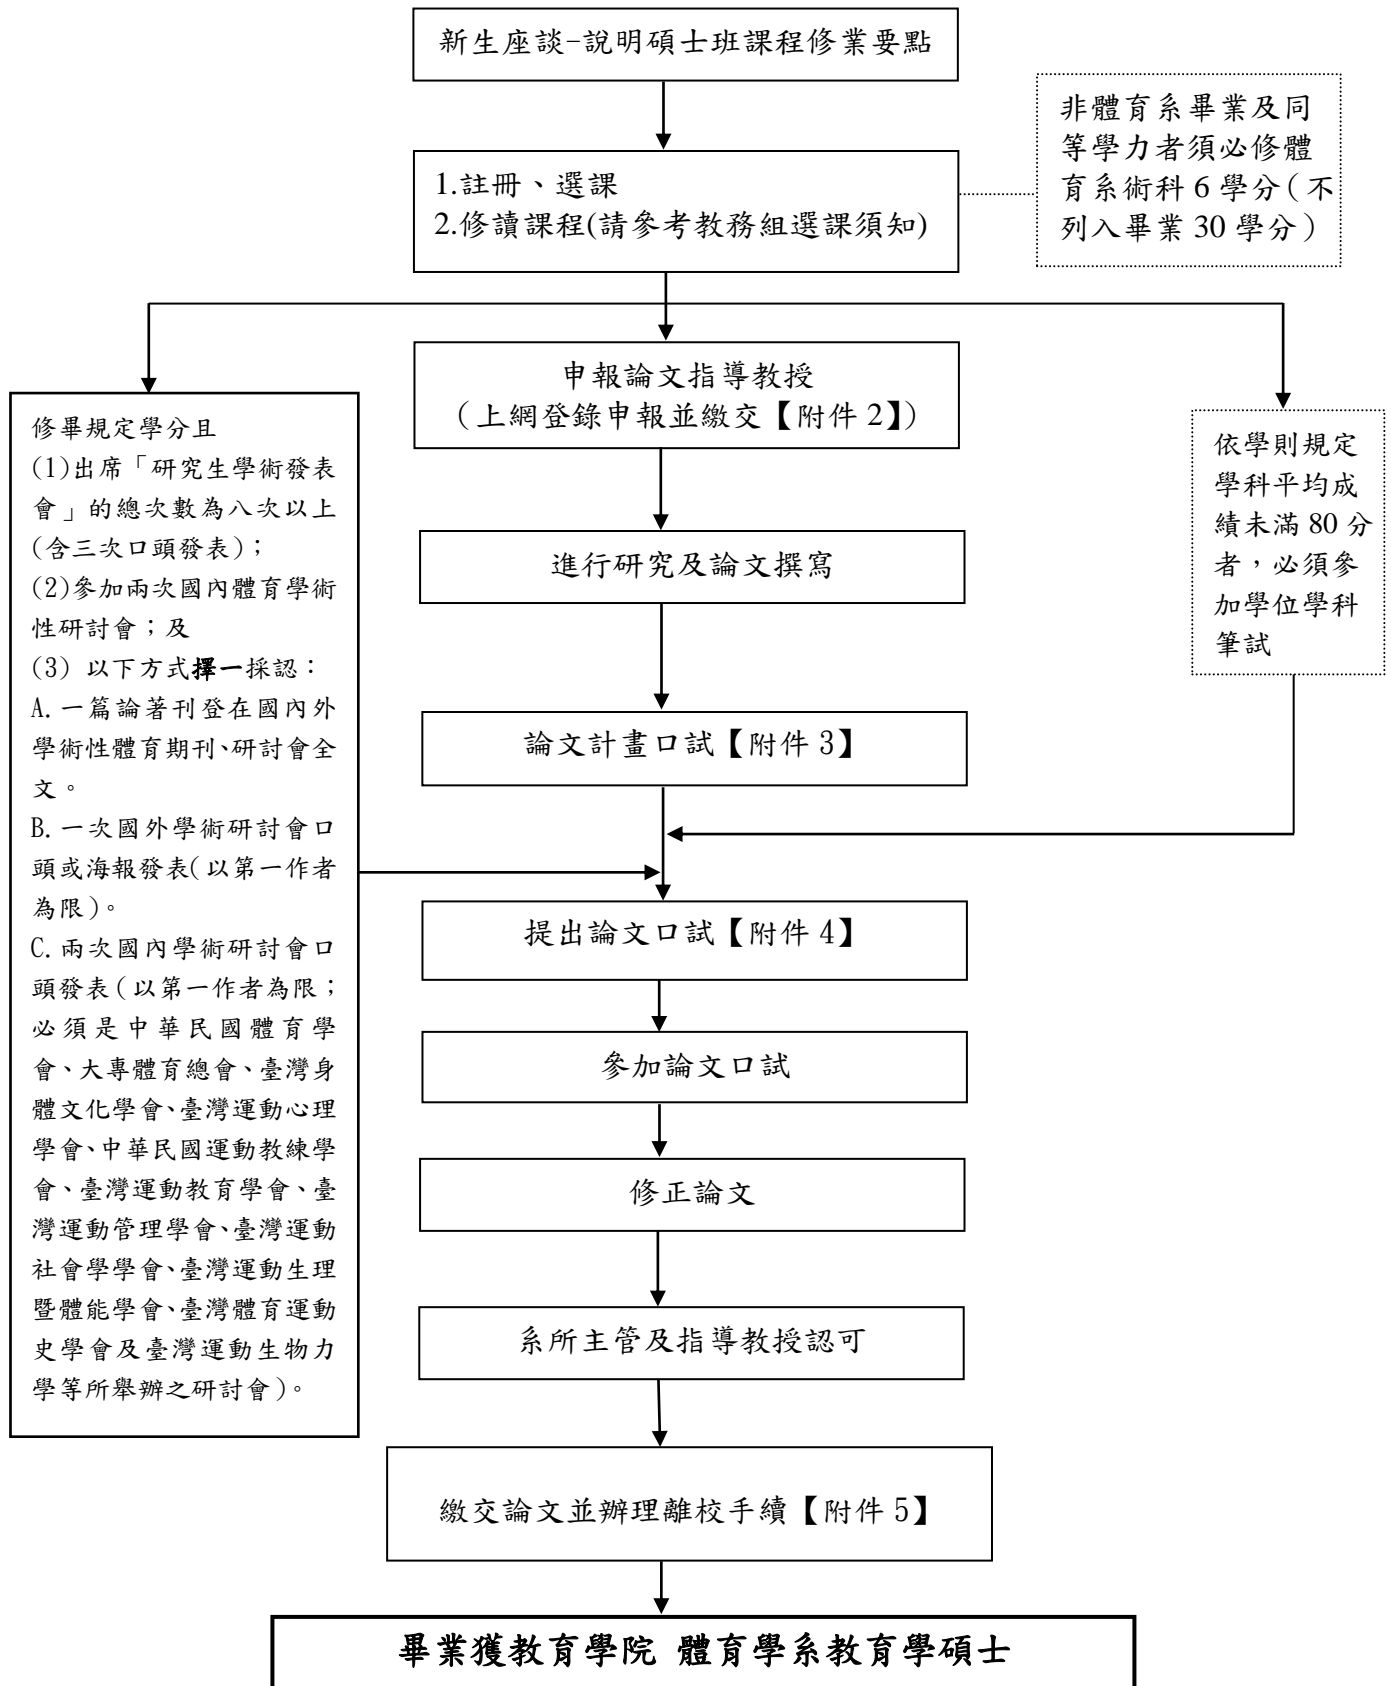 新生座談-說明碩士班課程修業要點
非體育系畢業及同
等學力者須必修體
育系術科 6 學分（不
列入畢業 30 學分）
1.註冊、選課
2.修讀課程(請參考教務組選課須知)
申報論文指導教授
（上網登錄申報並繳交【附件 2】）
修畢規定學分且
(1)出席「研究生學術發表
會」的總次數為八次以上
(含三次口頭發表)；
(2)參加兩次國內體育學術
性研討會；及
(3) 以下方式擇一採認：
A.一篇論著刊登在國內外
學術性體育期刊、研討會全
文。
B.一次國外學術研討會口
頭或海報發表(以第一作者
為限)。
C.兩次國內學術研討會口
頭發表(以第一作者為限；
必須是中華民國體育學
會、大專體育總會、臺灣身
體文化學會、臺灣運動心理
學會、中華民國運動教練學
會、臺灣運動教育學會、臺
灣運動管理學會、臺灣運動
社會學學會、臺灣運動生理
暨體能學會、臺灣體育運動
史學會及臺灣運動生物力
學等所舉辦之研討會)。
依學則規定
學科平均成
績未滿 80 分
者，必須參
加學位學科
筆試
進行研究及論文撰寫
論文計畫口試【附件 3】
提出論文口試【附件 4】
參加論文口試
修正論文
系所主管及指導教授認可
繳交論文並辦理離校手續【附件 5】
畢業獲教育學院 體育學系教育學碩士